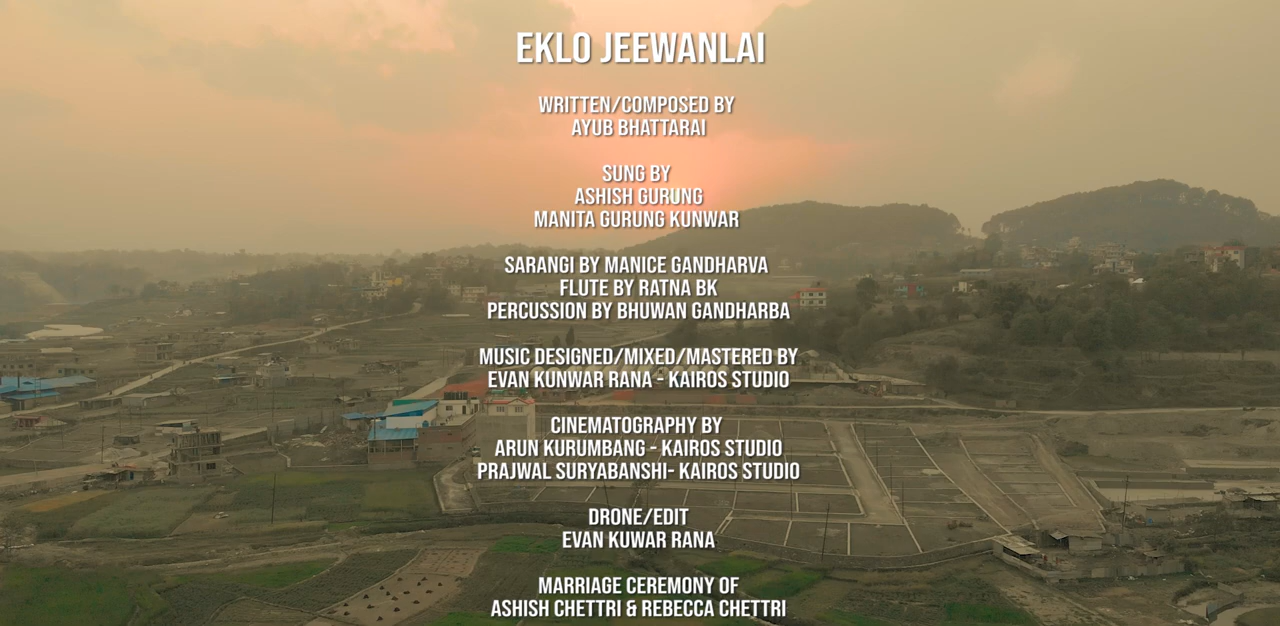 EKLO JEEWANLAI
WRITTEN/COMPOSED BY
AYUB BHATTARAI
SUNG BY
ASHISH GURUNG
MANITA GURUNG KUNWAR
SARANGI BY MANICE GANDHARVA
FLUTE BY RATNA BK
PERCUSSION BY BHUWAN GANDHARBA
MUSIC DESIGNED/MIXED/MASTERED BY
EVAN KUNWAR RANA - KAIROS STUDIO
CINEMATOGRAPHY BY
ARUN KURUMBANG - KAIROS STUDIO
PRAJWAL SURYABANSHI- KAIROS STUDIO
DRONE/EDIT
EVAN KUWAR RANA
MARRIAGE CEREMONY OF
ASHISH CHETTRI & REBECCA CHETTRI